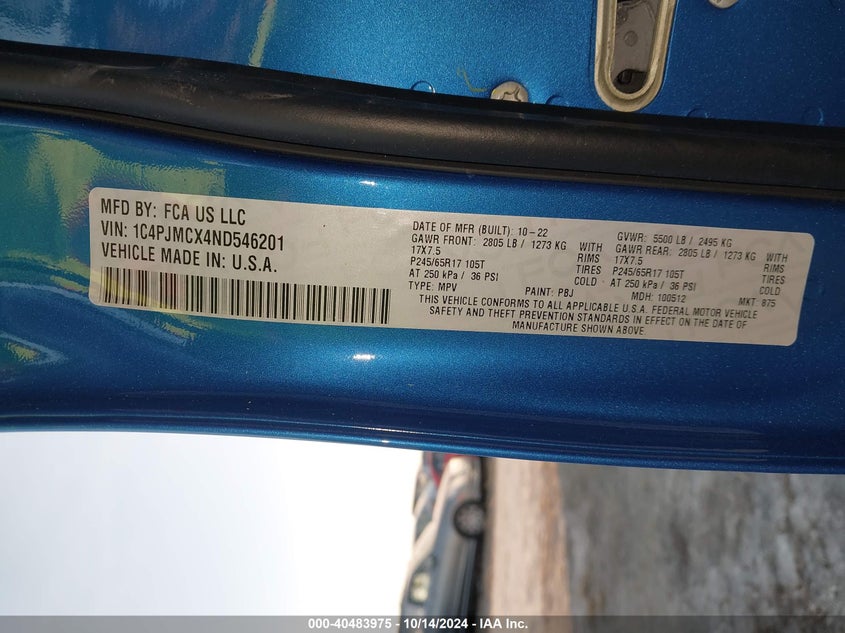 MFD BY: FCA US LLC
VIN: 1C4PJMCX4ND546201
VEHICLE MADE IN: U.S.A.
DATE OF MFR (BUILT): 10-22 GVWR: 5500 LB / 2495 KG
GAWR FRONT: 2805 LB / 1273 KG WITH GAWR REAR: 2805 LB / 1273 KG WITH
17X7.5 RIMS 17X7.5 RIMS
P245/65R17 105T TIRES P245/65R17 105T TIRES
AT 250 kPa / 36 PSI COLD AT 250 kPa / 36 PSI COLD
TYPE: MPV PAINT: PBJ MDH: 100512 MKT: 875
THIS VEHICLE CONFORMS TO ALL APPLICABLE U.S.A. FEDERAL MOTOR VEHICLE
SAFETY AND THEFT PREVENTION STANDARDS IN EFFECT ON THE DATE OF
MANUFACTURE SHOWN ABOVE
000-40483975 - 10/14/2024 - IAA Inc.